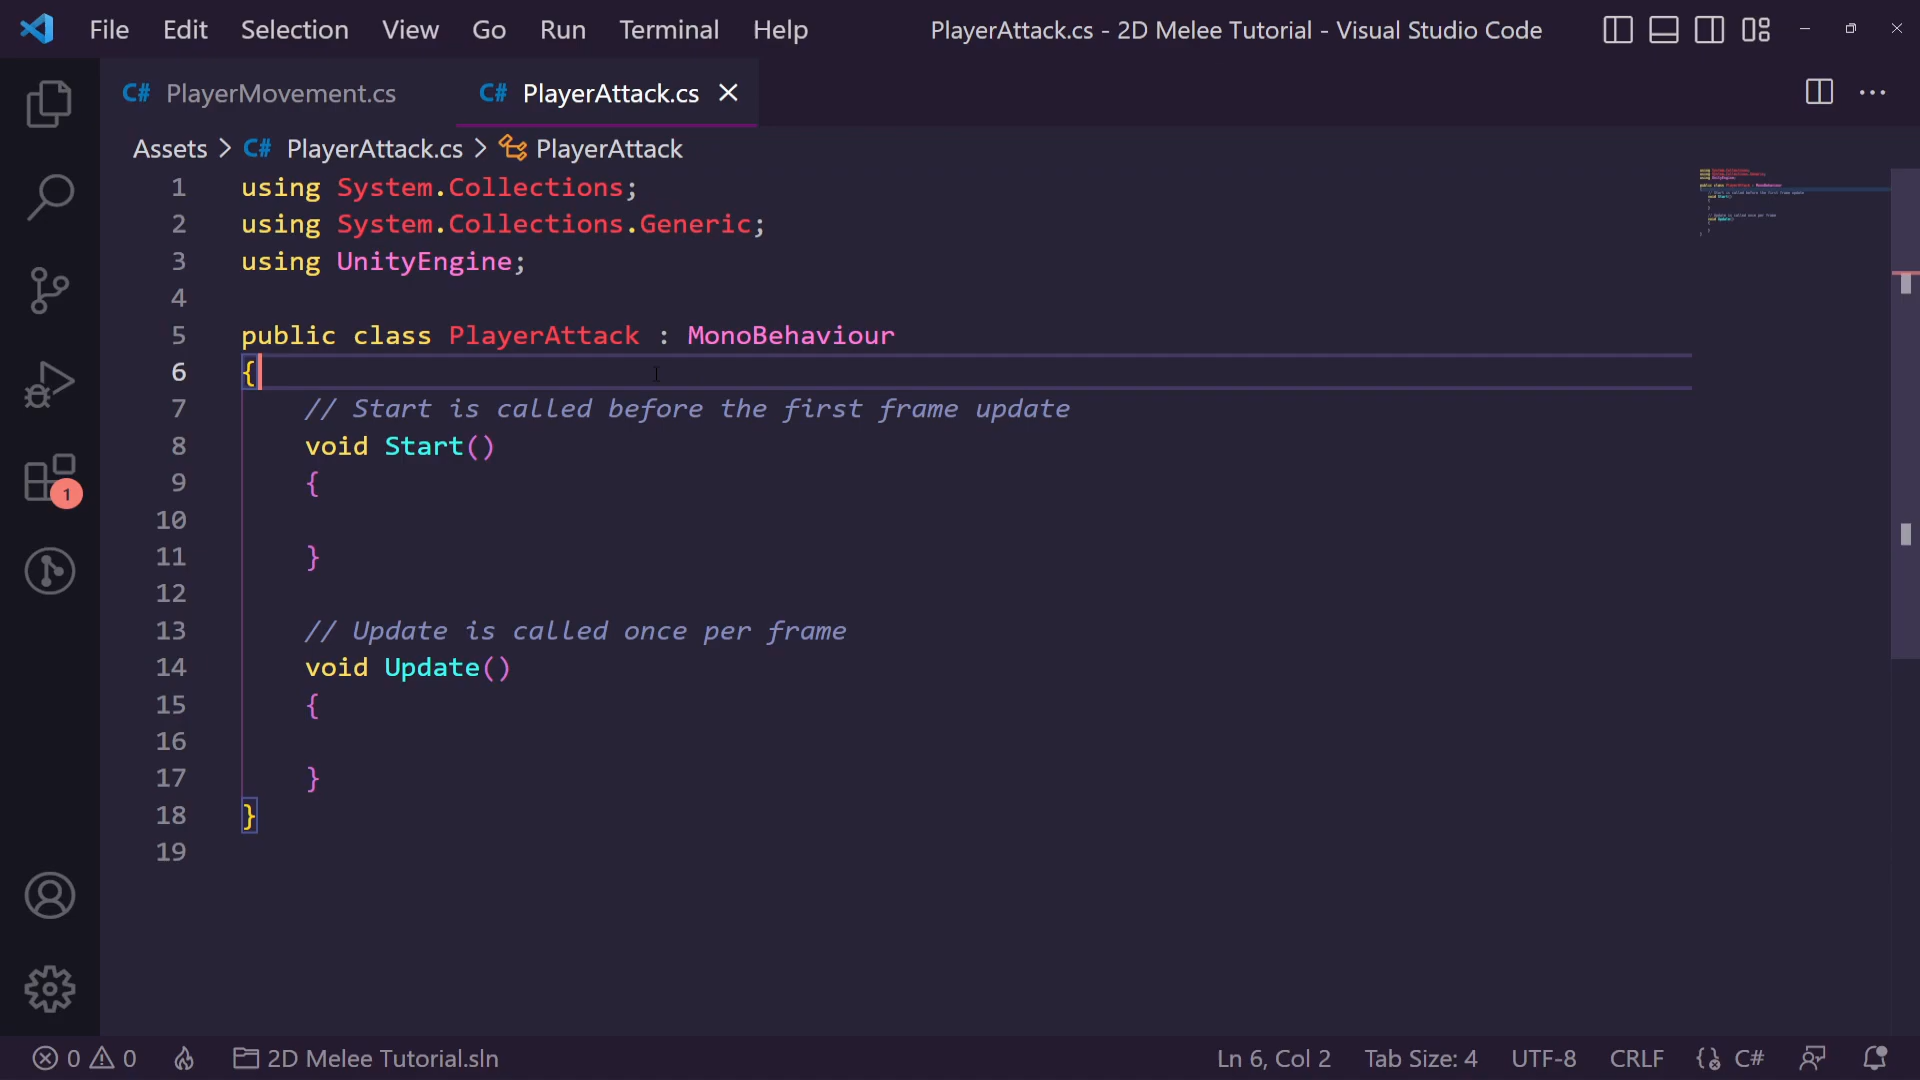 File Edit Selection View Go Run Terminal Help PlayerAttack.cs - 2D Melee Tutorial - Visual Studio Code
C# PlayerMovement.cs C# PlayerAttack.cs
Assets > C# PlayerAttack.cs > PlayerAttack
1 using System.Collections;
2 using System.Collections.Generic;
3 using UnityEngine;
4
5 public class PlayerAttack : MonoBehaviour
6 {
7 // Start is called before the first frame update
8 void Start()
9 {
10
11 }
12
13 // Update is called once per frame
14 void Update()
15 {
16
17 }
18 }
19
1
0 0 2D Melee Tutorial.sln Ln 6, Col 2 Tab Size: 4 UTF-8 CRLF C#